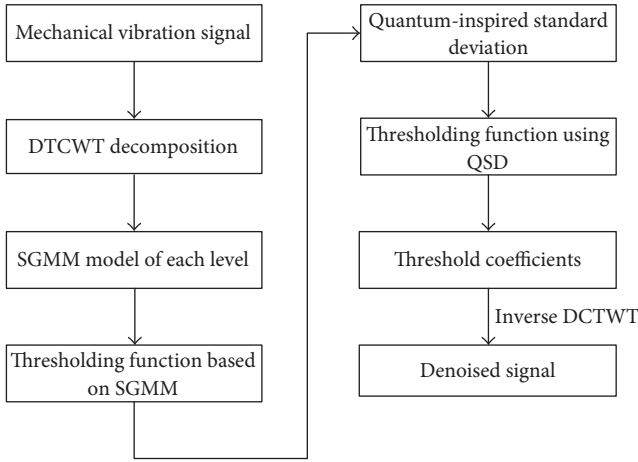 Mechanical vibration signal
DTCWT decomposition
SGMM model of each level
Thresholding function based
on SGMM
Quantum-inspired standard
deviation
Thresholding function using
QSD
Threshold coefficients
Inverse DCTWT
Denoised signal